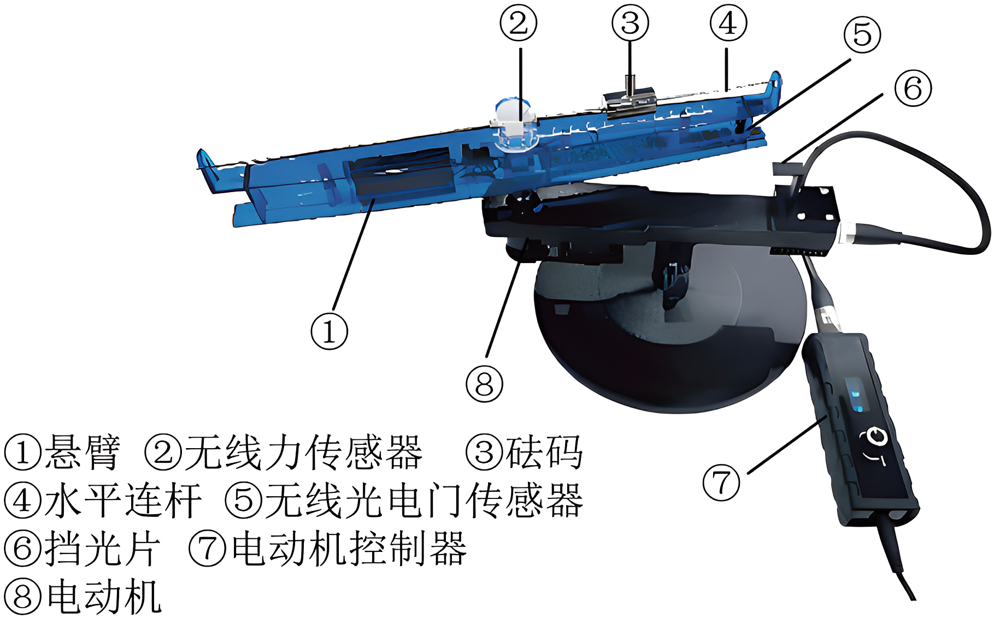 ② ③ ④ ⑤
⑥
①
⑧
⑦
①悬臂 ②无线力传感器 ③砝码
④水平连杆 ⑤无线光电门传感器
⑥挡光片 ⑦电动机控制器
⑧电动机